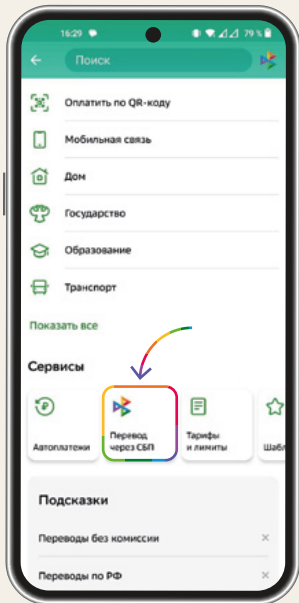 16:29 79 %
Поиск
Оплатить по QR-коду
Мобильная связь
Дом
Государство
Образование
Транспорт
Показать все
Сервисы
Автоплатежи
Перевод
через СБП
Тарифы
и лимиты
Шабл
Подсказки
Переводы без комиссии
Переводы по РФ